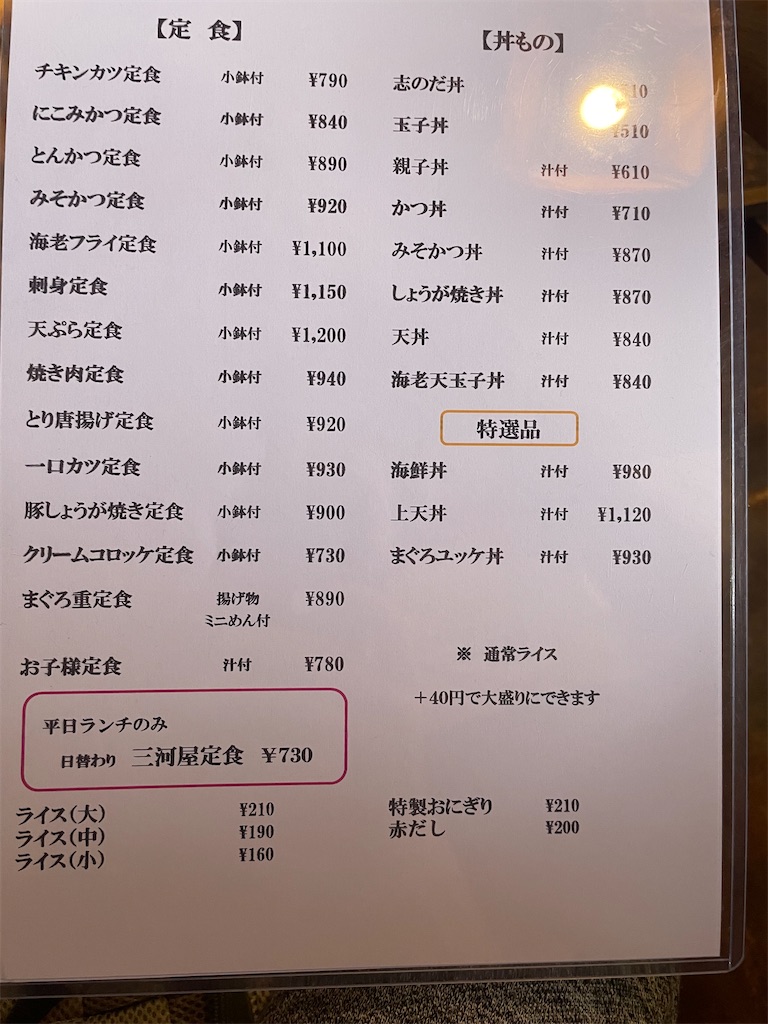 【定 食】
チキンカツ定食 小鉢付 ¥790
にこみかつ定食 小鉢付 ¥840
とんかつ定食 小鉢付 ¥890
みそかつ定食 小鉢付 ¥920
海老フライ定食 小鉢付 ¥1,100
刺身定食 小鉢付 ¥1,150
天ぷら定食 小鉢付 ¥1,200
焼き肉定食 小鉢付 ¥940
とり唐揚げ定食 小鉢付 ¥920
一口カツ定食 小鉢付 ¥930
豚しょうが焼き定食 小鉢付 ¥900
クリームコロッケ定食 小鉢付 ¥730
まぐろ重定食 揚げ物 ¥890
ミニめん付
お子様定食 汁付 ¥780
平日ランチのみ
日替わり 三河屋定食 ¥730
ライス(大) ¥210
ライス(中) ¥190
ライス(小) ¥160
【丼もの】
志のだ丼
玉子丼 ¥510
親子丼 汁付 ¥610
かつ丼 汁付 ¥710
みそかつ丼 汁付 ¥870
しょうが焼き丼 汁付 ¥870
天丼 汁付 ¥840
海老天玉子丼 汁付 ¥840
特選品
海鮮丼 汁付 ¥980
上天丼 汁付 ¥1,120
まぐろユッケ丼 汁付 ¥930
※ 通常ライス
+40円で大盛りにできます
特製おにぎり ¥210
赤だし ¥200